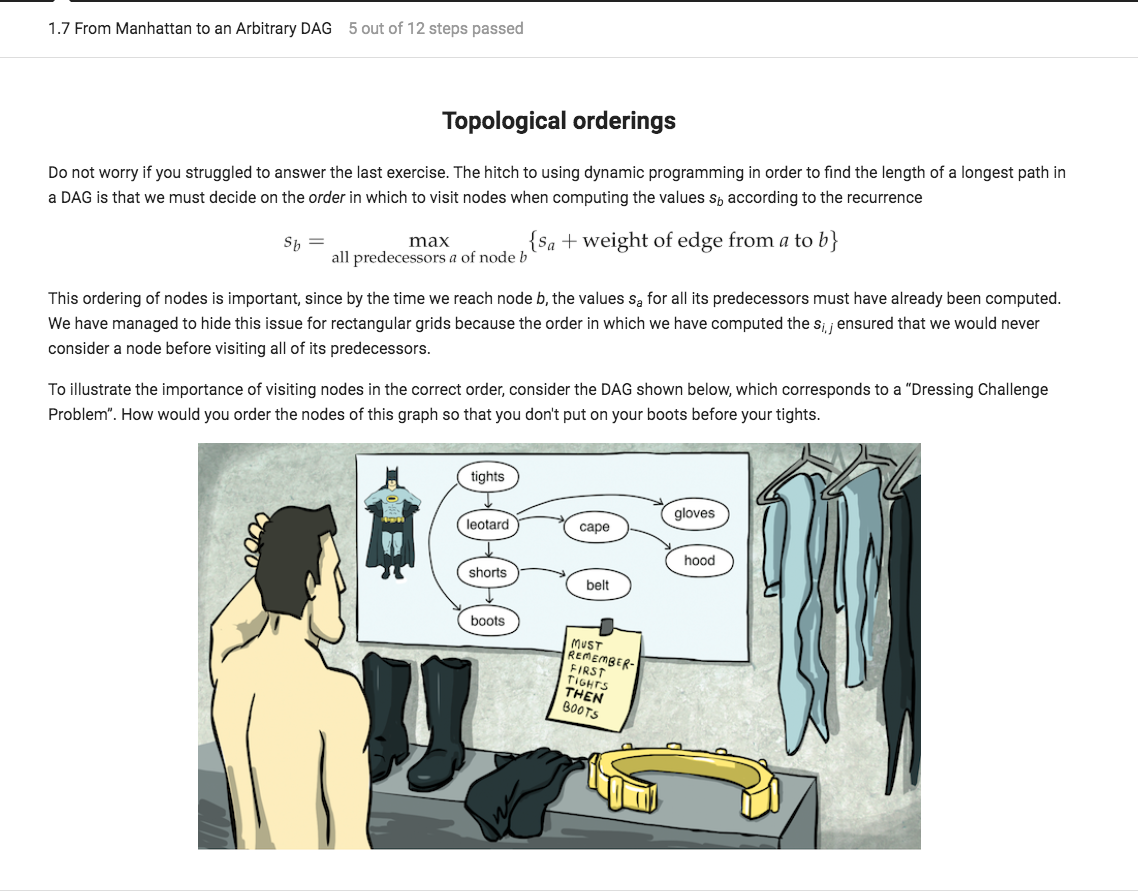 1.7 From Manhattan to an Arbitrary DAG 5 out of 12 steps passed
Topological orderings
Do not worry if you struggled to answer the last exercise. The hitch to using dynamic programming in order to find the length of a longest path in
a DAG is that we must decide on the order in which to visit nodes when computing the values s_b according to the recurrence
s_b = max {s_a + weight of edge from a to b}
all predecessors a of node b
This ordering of nodes is important, since by the time we reach node b, the values s_a for all its predecessors must have already been computed.
We have managed to hide this issue for rectangular grids because the order in which we have computed the s_i, j ensured that we would never
consider a node before visiting all of its predecessors.
To illustrate the importance of visiting nodes in the correct order, consider the DAG shown below, which corresponds to a “Dressing Challenge
Problem”. How would you order the nodes of this graph so that you don't put on your boots before your tights.
tights
leotard
cape
gloves
hood
shorts
belt
boots
MUST
REMEMBER-
FIRST
TIGHTS
THEN
BOOTS